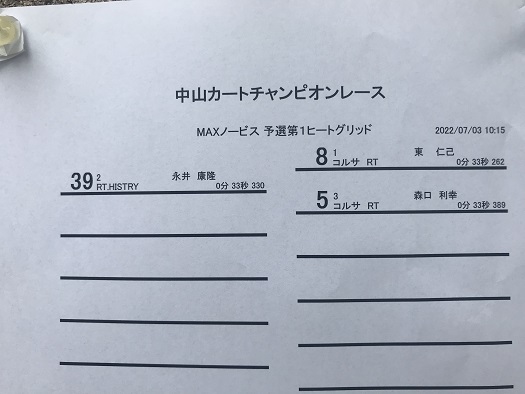 中山カートチャンピオンレース
MAXノービス 予選第1ヒートグリッド 2022/07/03 10:15
8 1 東 仁己
コルサ RT 0分 33秒 262
39 2 永井 康隆
RT.HISTRY 0分 33秒 330
5 3 森口 利幸
コルサ RT 0分 33秒 389